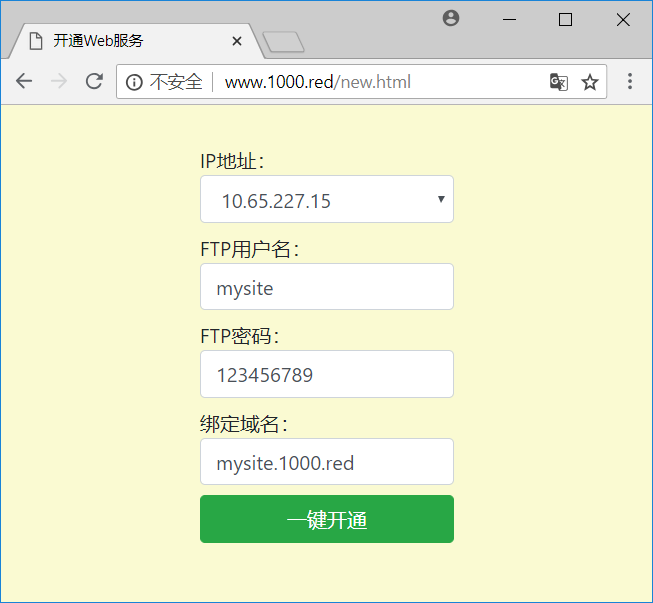 开通Web服务
不安全 www.1000.red/new.html
IP地址：
10.65.227.15
FTP用户名：
mysite
FTP密码：
123456789
绑定域名：
mysite.1000.red
一键开通